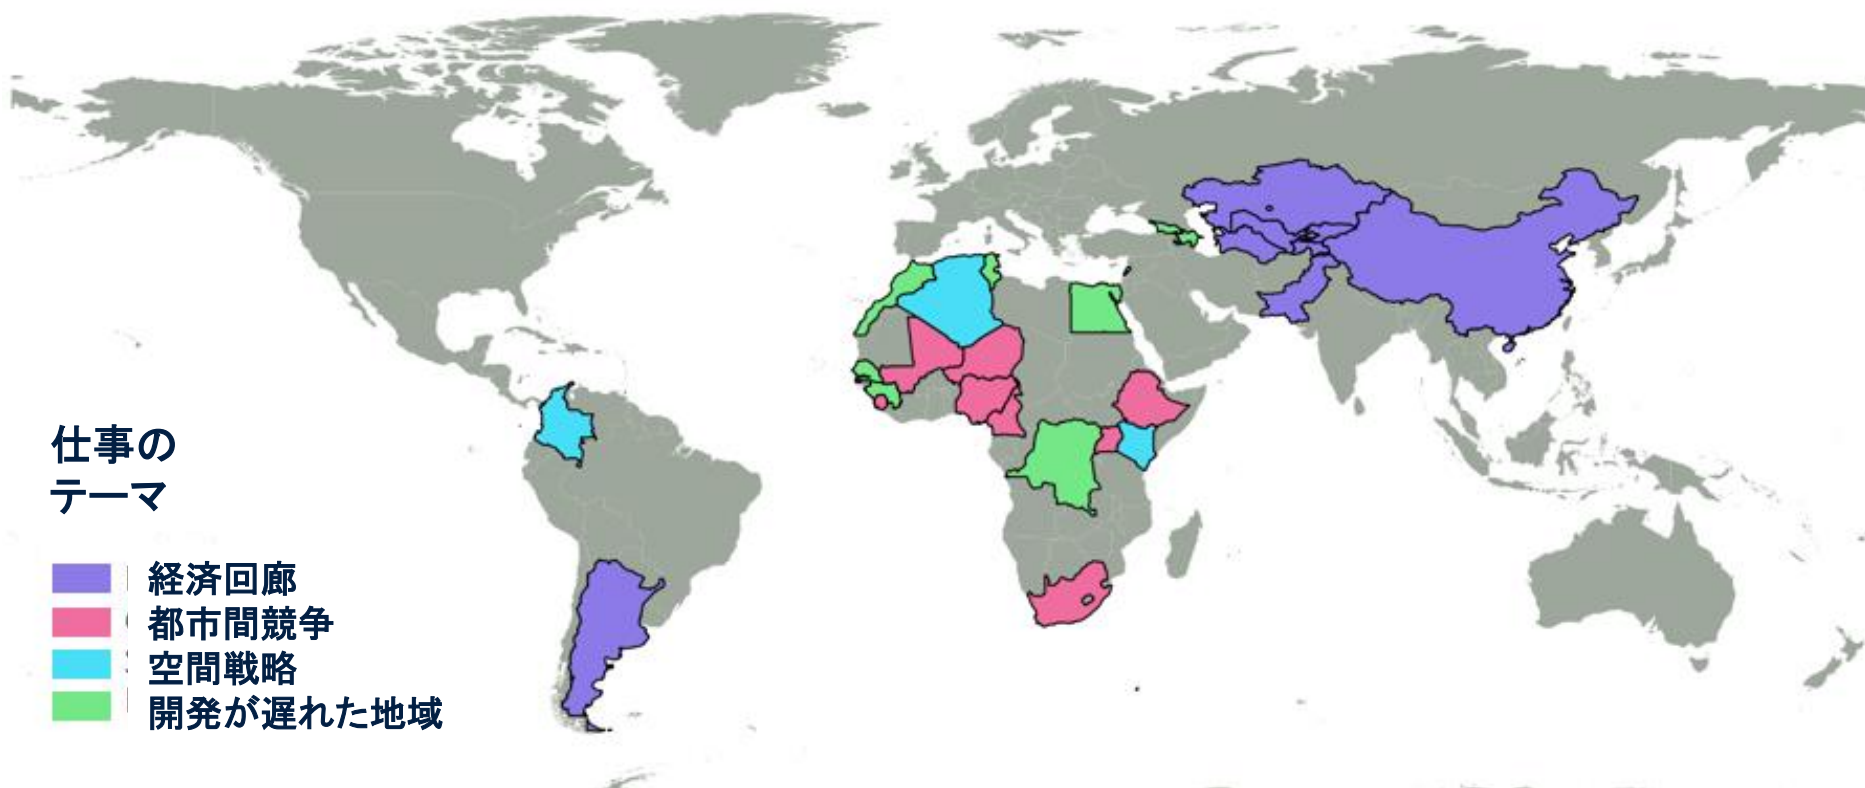 仕事の
テーマ
経済回廊
都市間競争
空間戦略
開発が遅れた地域